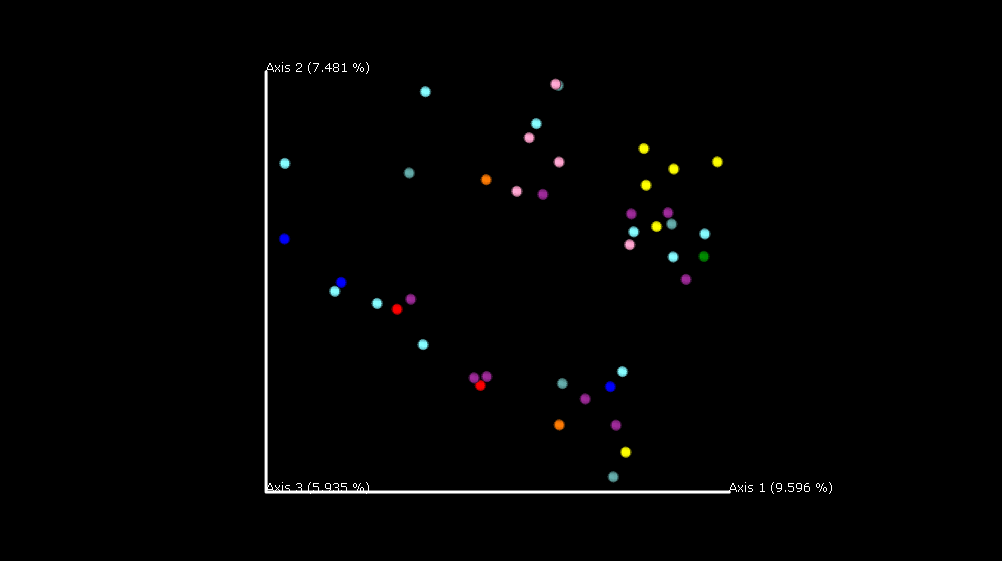 Axis 2 (7.481 %)
Axis 3 (5.935 %)
Axis 1 (9.596 %)